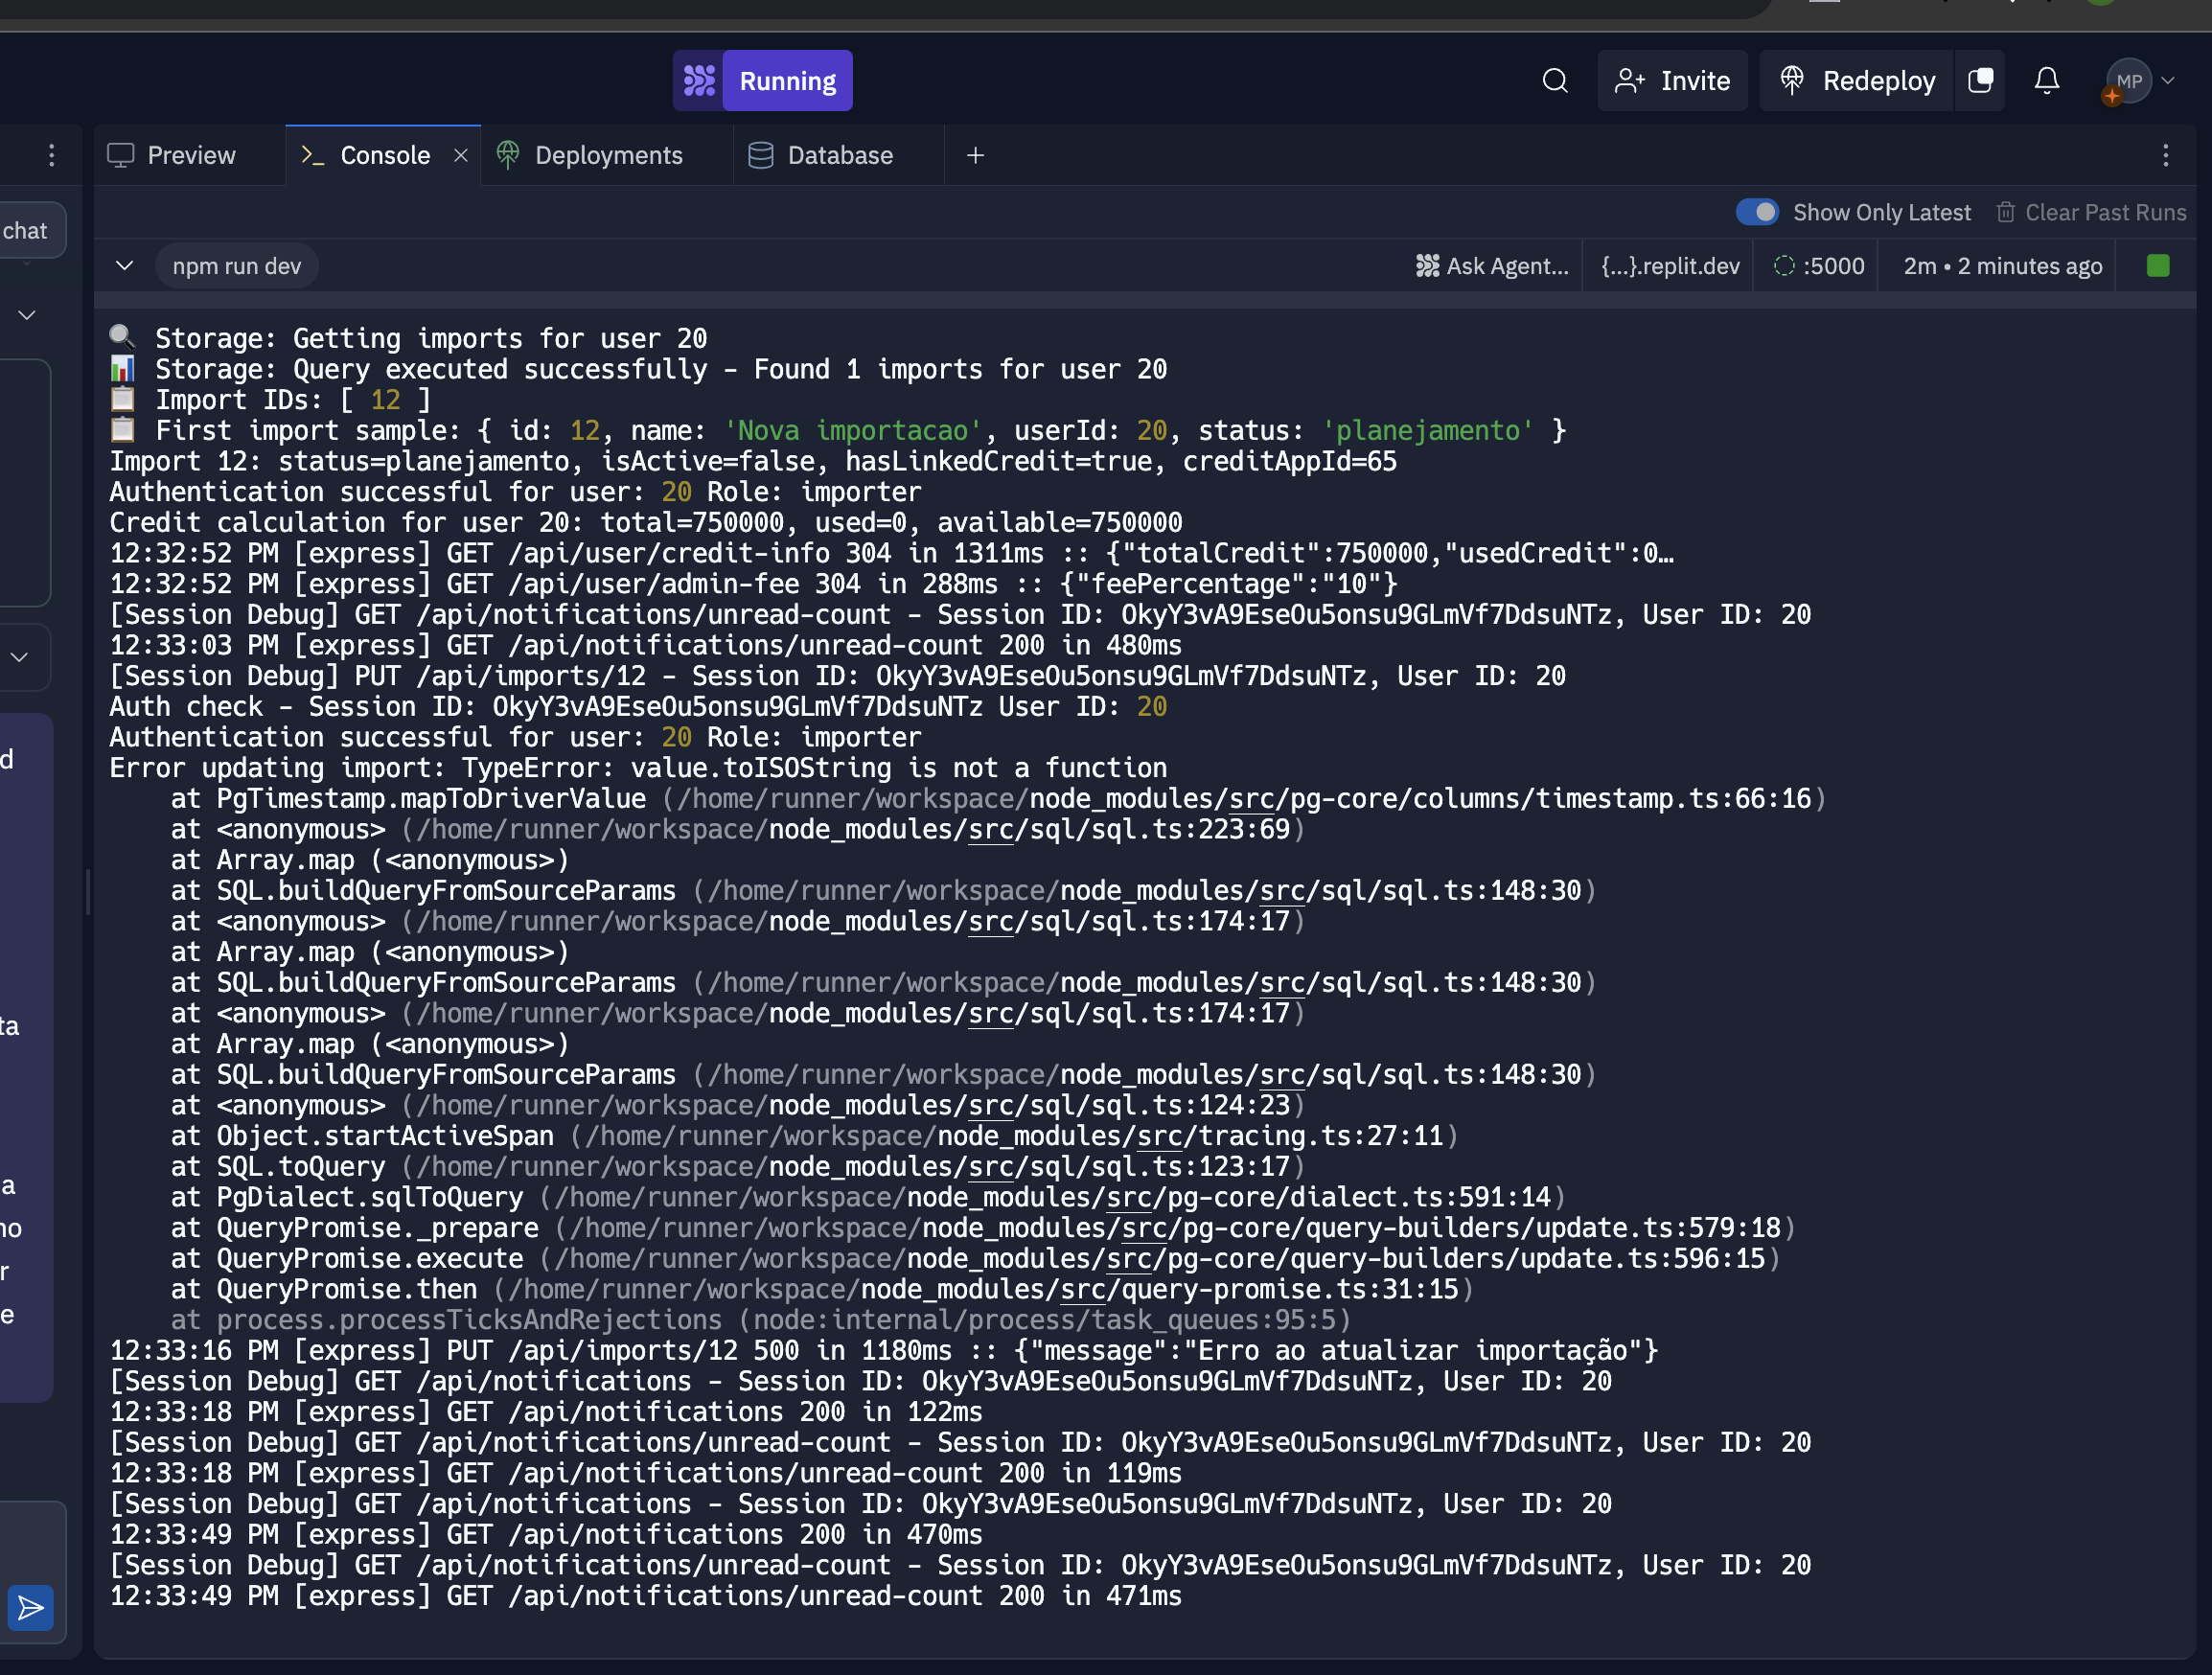 Running
Invite
Redeploy
MP
Preview
Console
Deployments
Database
chat
Show Only Latest
Clear Past Runs
npm run dev
Ask Agent...
{...}.replit.dev
:5000
2m • 2 minutes ago
Storage: Getting imports for user 20
Storage: Query executed successfully - Found 1 imports for user 20
Import IDs: [ 12 ]
First import sample: { id: 12, name: 'Nova importacao', userId: 20, status: 'planejamento' }
Import 12: status=planejamento, isActive=false, hasLinkedCredit=true, creditAppId=65
Authentication successful for user: 20 Role: importer
Credit calculation for user 20: total=750000, used=0, available=750000
12:32:52 PM [express] GET /api/user/credit-info 304 in 1311ms :: {"totalCredit":750000,"usedCredit":0…
12:32:52 PM [express] GET /api/user/admin-fee 304 in 288ms :: {"feePercentage":"10"}
[Session Debug] GET /api/notifications/unread-count - Session ID: OkyY3vA9EseOu5onsu9GLmVf7DdsuNTz, User ID: 20
12:33:03 PM [express] GET /api/notifications/unread-count 200 in 480ms
[Session Debug] PUT /api/imports/12 - Session ID: OkyY3vA9EseOu5onsu9GLmVf7DdsuNTz, User ID: 20
Auth check - Session ID: OkyY3vA9EseOu5onsu9GLmVf7DdsuNTz User ID: 20
Authentication successful for user: 20 Role: importer
Error updating import: TypeError: value.toISOString is not a function
at PgTimestamp.mapToDriverValue (/home/runner/workspace/node_modules/src/pg-core/columns/timestamp.ts:66:16)
at <anonymous> (/home/runner/workspace/node_modules/src/sql/sql.ts:223:69)
at Array.map (<anonymous>)
at SQL.buildQueryFromSourceParams (/home/runner/workspace/node_modules/src/sql/sql.ts:148:30)
at <anonymous> (/home/runner/workspace/node_modules/src/sql/sql.ts:174:17)
at Array.map (<anonymous>)
at SQL.buildQueryFromSourceParams (/home/runner/workspace/node_modules/src/sql/sql.ts:148:30)
at <anonymous> (/home/runner/workspace/node_modules/src/sql/sql.ts:174:17)
at Array.map (<anonymous>)
at SQL.buildQueryFromSourceParams (/home/runner/workspace/node_modules/src/sql/sql.ts:148:30)
at <anonymous> (/home/runner/workspace/node_modules/src/sql/sql.ts:124:23)
at Object.startActiveSpan (/home/runner/workspace/node_modules/src/tracing.ts:27:11)
at SQL.toQuery (/home/runner/workspace/node_modules/src/sql/sql.ts:123:17)
at PgDialect.sqlToQuery (/home/runner/workspace/node_modules/src/pg-core/dialect.ts:591:14)
at QueryPromise._prepare (/home/runner/workspace/node_modules/src/pg-core/query-builders/update.ts:579:18)
at QueryPromise.execute (/home/runner/workspace/node_modules/src/pg-core/query-builders/update.ts:596:15)
at QueryPromise.then (/home/runner/workspace/node_modules/src/query-promise.ts:31:15)
at process.processTicksAndRejections (node:internal/process/task_queues:95:5)
12:33:16 PM [express] PUT /api/imports/12 500 in 1180ms :: {"message":"Erro ao atualizar importação"}
[Session Debug] GET /api/notifications - Session ID: OkyY3vA9EseOu5onsu9GLmVf7DdsuNTz, User ID: 20
12:33:18 PM [express] GET /api/notifications 200 in 122ms
[Session Debug] GET /api/notifications/unread-count - Session ID: OkyY3vA9EseOu5onsu9GLmVf7DdsuNTz, User ID: 20
12:33:18 PM [express] GET /api/notifications/unread-count 200 in 119ms
[Session Debug] GET /api/notifications - Session ID: OkyY3vA9EseOu5onsu9GLmVf7DdsuNTz, User ID: 20
12:33:49 PM [express] GET /api/notifications 200 in 470ms
[Session Debug] GET /api/notifications/unread-count - Session ID: OkyY3vA9EseOu5onsu9GLmVf7DdsuNTz, User ID: 20
12:33:49 PM [express] GET /api/notifications/unread-count 200 in 471ms